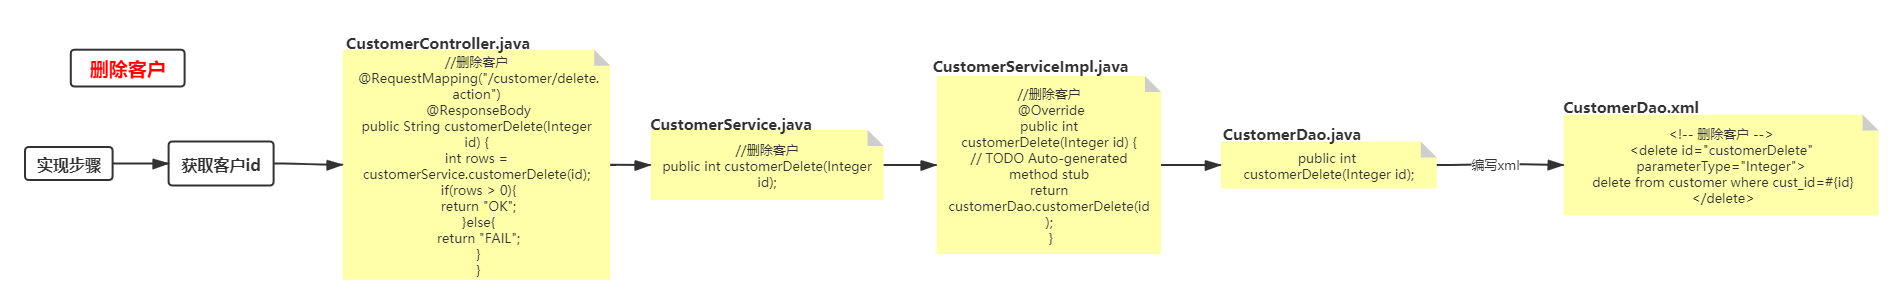 删除客户
实现步骤
获取客户id
CustomerController.java
//删除客户
@RequestMapping("/customer/delete.
action")
@ResponseBody
public String customerDelete(Integer
id) {
int rows =
customerService.customerDelete(id);
if(rows > 0){
return "OK";
}else{
return "FAIL";
}
}
CustomerService.java
//删除客户
public int customerDelete(Integer
id);
CustomerServiceImpl.java
//删除客户
@Override
public int
customerDelete(Integer id) {
// TODO Auto-generated
method stub
return
customerDao.customerDelete(id
);
}
CustomerDao.java
public int
customerDelete(Integer id);
编写xml
CustomerDao.xml
<!-- 删除客户 -->
<delete id="customerDelete"
parameterType="Integer">
delete from customer where cust_id=#{id}
</delete>